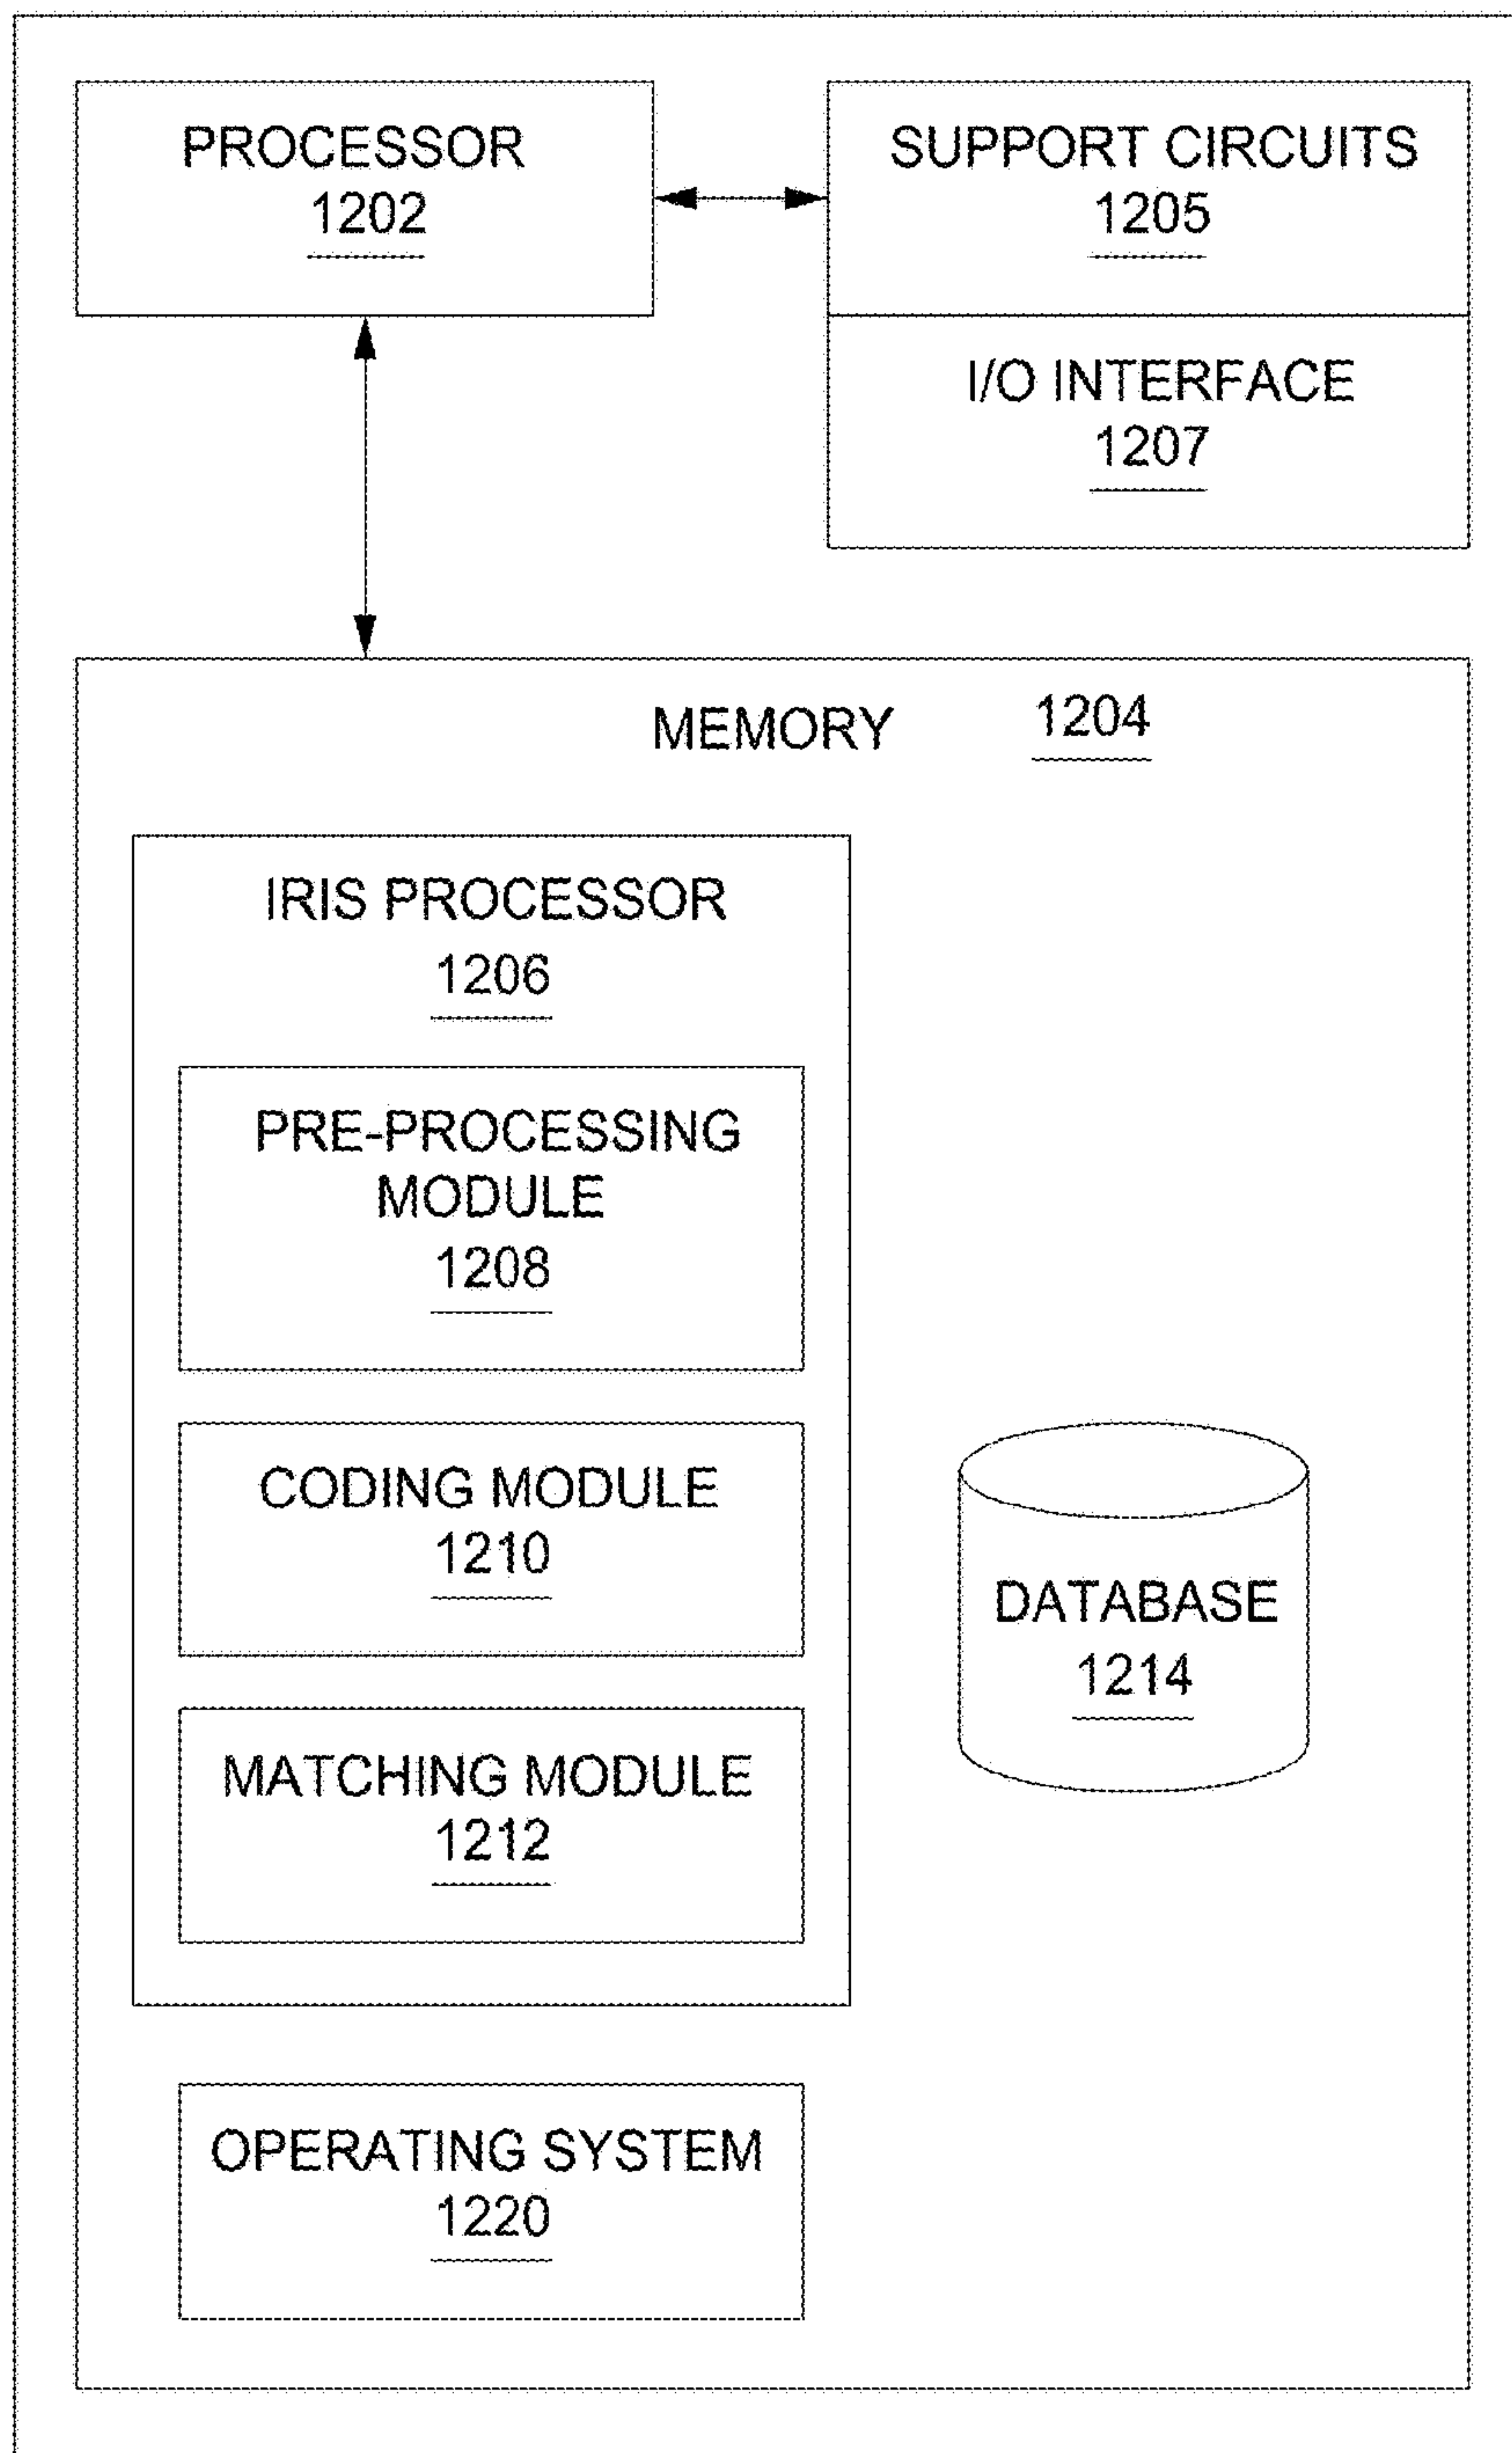 PROCESSOR
1202
SUPPORT CIRCUITS
1205
I/O INTERFACE
1207
MEMORY 1204
IRIS PROCESSOR
1206
PRE-PROCESSING
MODULE
1208
CODING MODULE
1210
MATCHING MODULE
1212
DATABASE
1214
OPERATING SYSTEM
1220